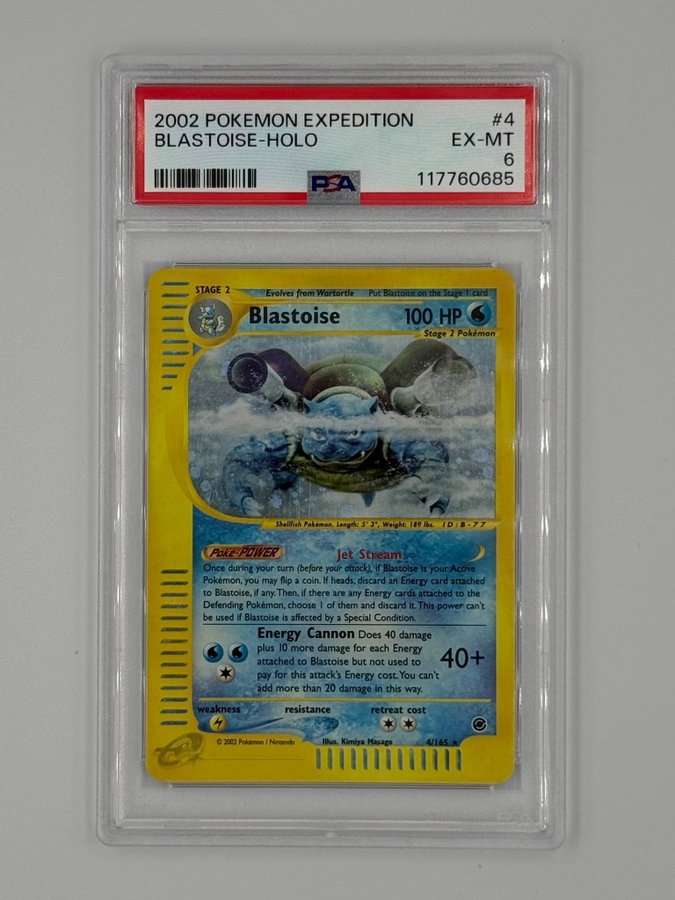 2002 POKEMON EXPEDITION #4
BLASTOISE-HOLO EX-MT
6
PSA 117760685
STAGE 2 Evolves from Wartortle Put Blastoise on the Stage 1 card
Blastoise 100 HP
Stage 2 Pokémon
Shellfish Pokémon. Length: 5' 3", Weight: 189 lbs. ID: B-77
Poké-POWER Jet Stream
Once during your turn (before your attack), if Blastoise is your Active
Pokémon, you may flip a coin. If heads, discard an Energy card attached
to Blastoise, if any. Then, if there are any Energy cards attached to the
Defending Pokémon, choose 1 of them and discard it. This power can't
be used if Blastoise is affected by a Special Condition.
Energy Cannon Does 40 damage
plus 10 more damage for each Energy
attached to Blastoise but not used to
pay for this attack's Energy cost. You can't
add more than 20 damage in this way.
40+
weakness resistance retreat cost
© 2002 Pokémon / Nintendo Illus. Kimiya Masago 4/165 ★
e